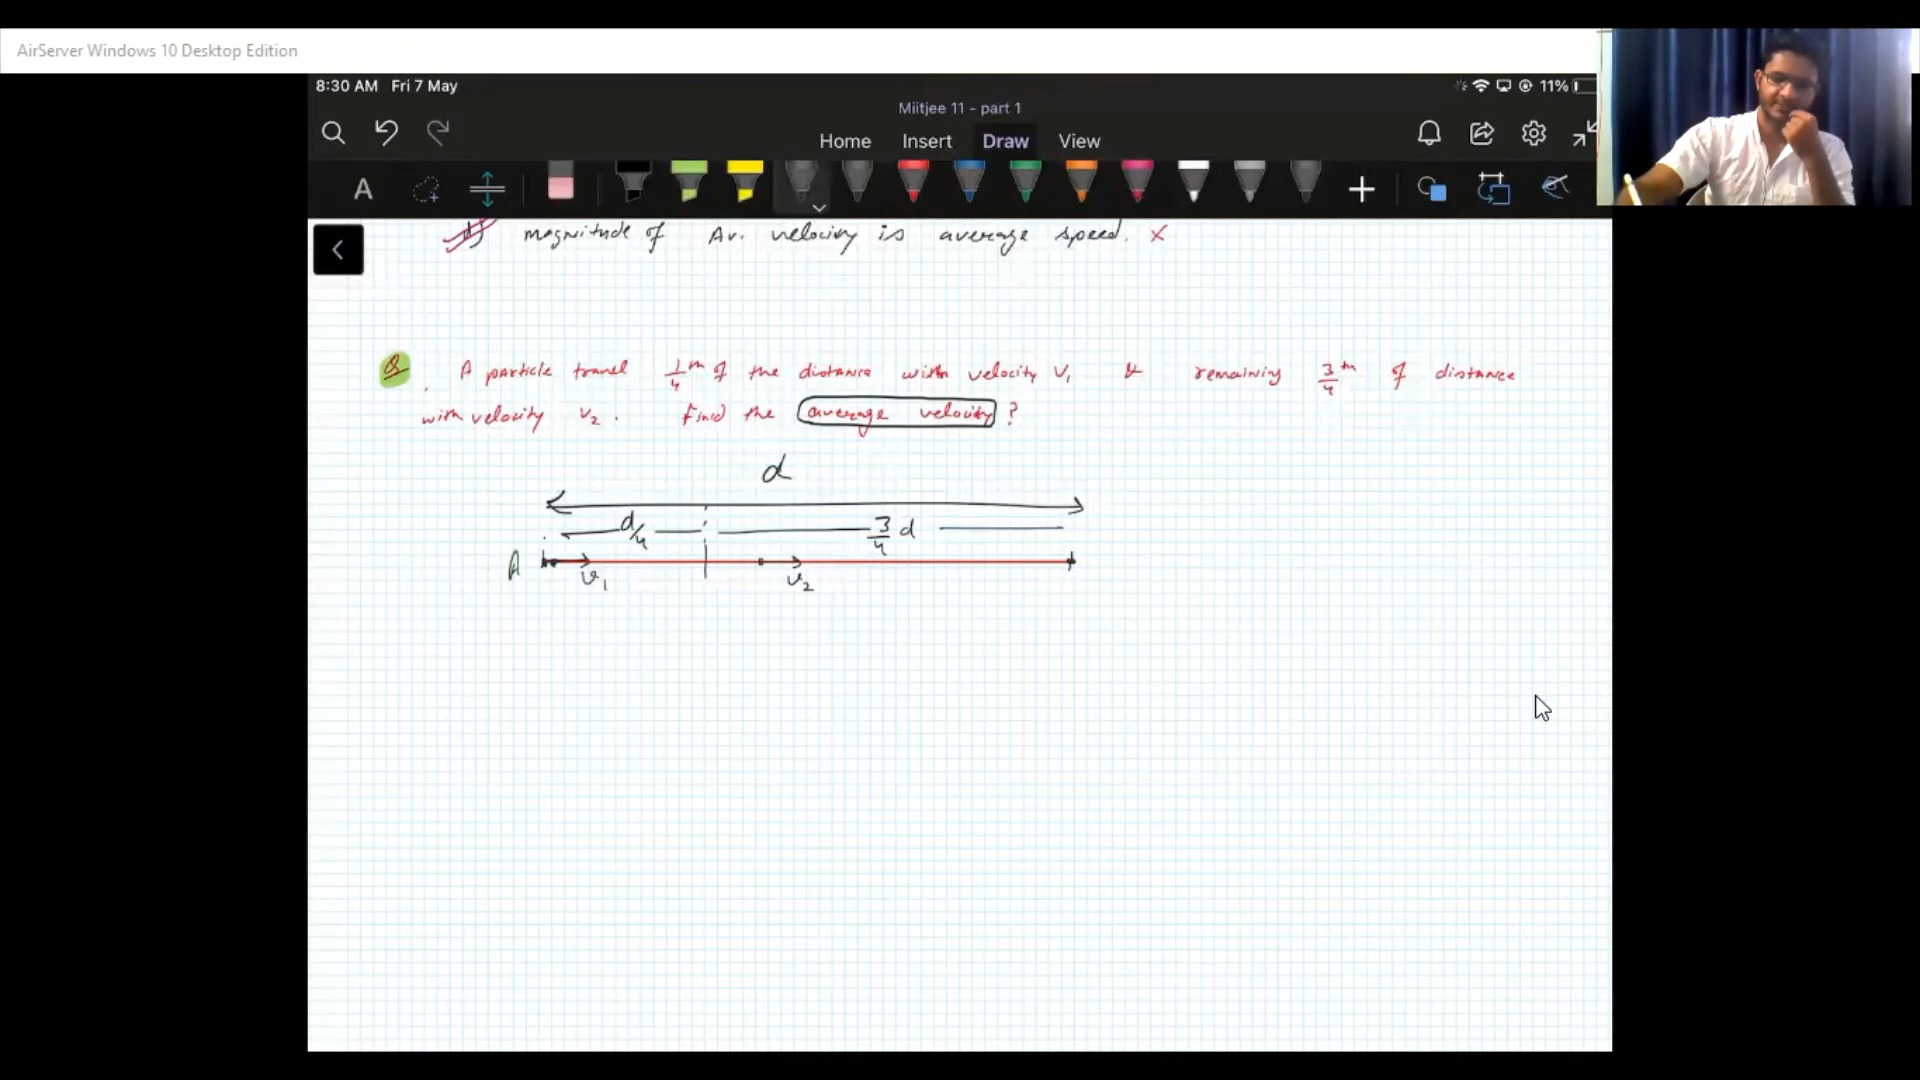 AirServer Windows 10 Desktop Edition
8:30 AM Fri 7 May
11%
Miitjee 11 - part 1
Home Insert Draw View
A
d) magnitude of Av. velocity is average speed. x
Q. A particle travel 1/4th of the distance with velocity v1 & remaining 3/4th of distance
with velocity v2. Find the average velocity ?
d
d/4 3/4 d
A
v1 v2